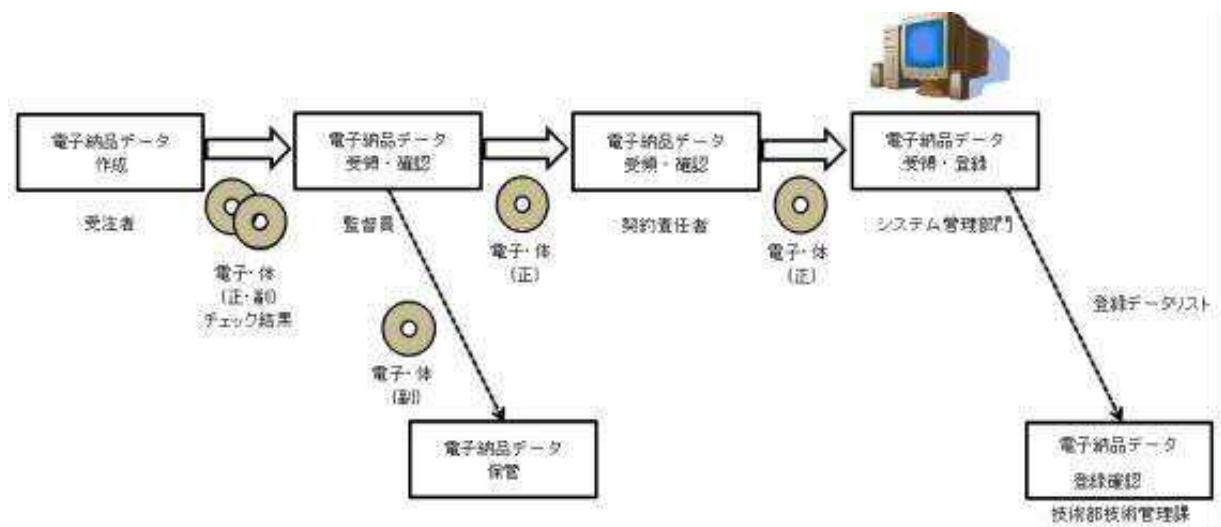 電子納品データ
作成
電子納品データ
受領・確認
電子納品データ
受領・確認
電子納品データ
受領・登録
受注者
監督員
契約責任者
システム管理部門
電子・体
(正・副)
チェック結果
電子・体
(正)
電子・体
(正)
電子・体
(副)
登録データリスト
電子納品データ
保管
電子納品データ
登録確認
技術部技術管理課